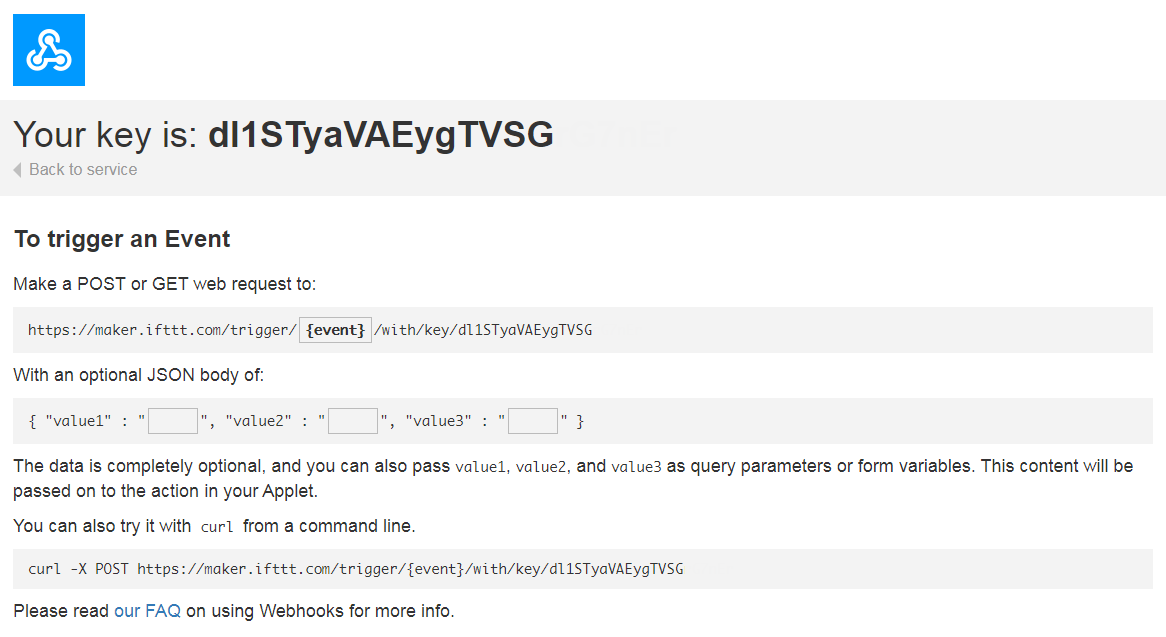 Your key is: dl1STyaVAEygTVSG
Back to service
To trigger an Event
Make a POST or GET web request to:
https://maker.ifttt.com/trigger/ {event} /with/key/dl1STyaVAEygTVSG
With an optional JSON body of:
{ "value1" : " ", "value2" : " ", "value3" : " " }
The data is completely optional, and you can also pass value1, value2, and value3 as query parameters or form variables. This content will be
passed on to the action in your Applet.
You can also try it with curl from a command line.
curl -X POST https://maker.ifttt.com/trigger/{event}/with/key/dl1STyaVAEygTVSG
Please read our FAQ on using Webhooks for more info.